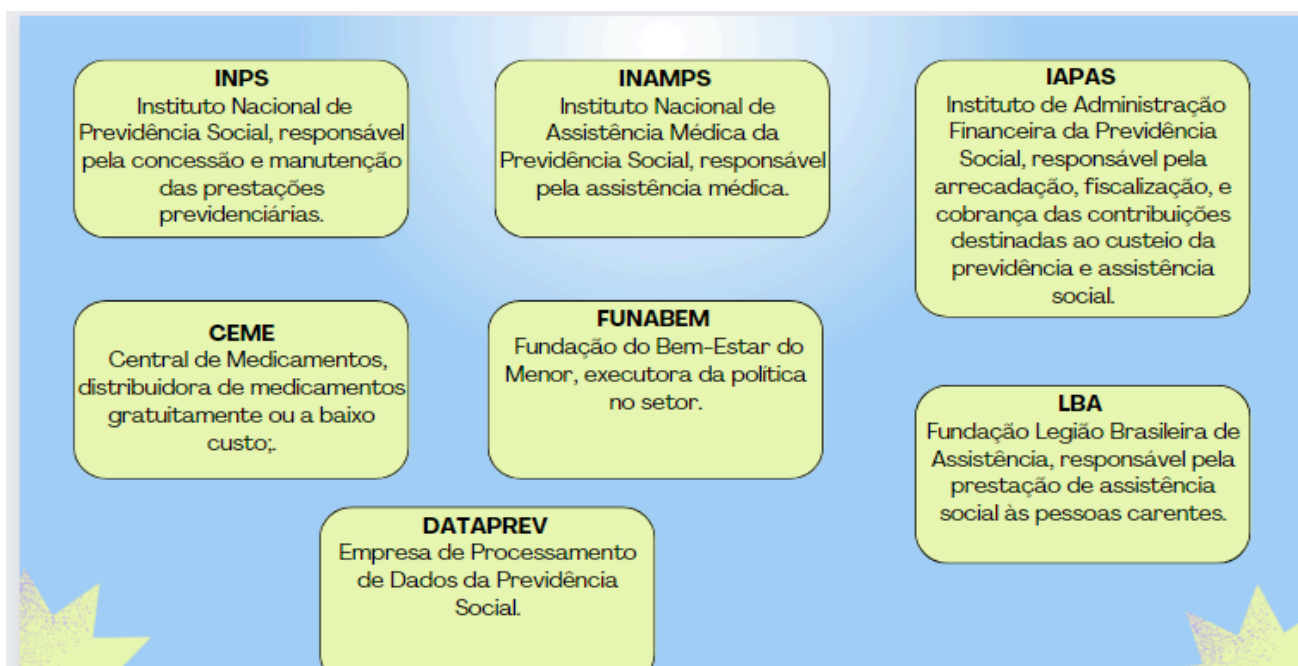 INPS
Instituto Nacional de
Previdência Social, responsável
pela concessão e manutenção
das prestações
previdenciárias.
INAMPS
Instituto Nacional de
Assistência Médica da
Previdência Social, responsável
pela assistência médica.
IAPAS
Instituto de Administração
Financeira da Previdência
Social, responsável pela
arrecadação, fiscalização, e
cobrança das contribuições
destinadas ao custeio da
previdência e assistência
social.
CEME
Central de Medicamentos,
distribuidora de medicamentos
gratuitamente ou a baixo
custo;.
FUNABEM
Fundação do Bem-Estar do
Menor, executora da política
no setor.
LBA
Fundação Legião Brasileira de
Assistência, responsável pela
prestação de assistência
social às pessoas carentes.
DATAPREV
Empresa de Processamento
de Dados da Previdência
Social.